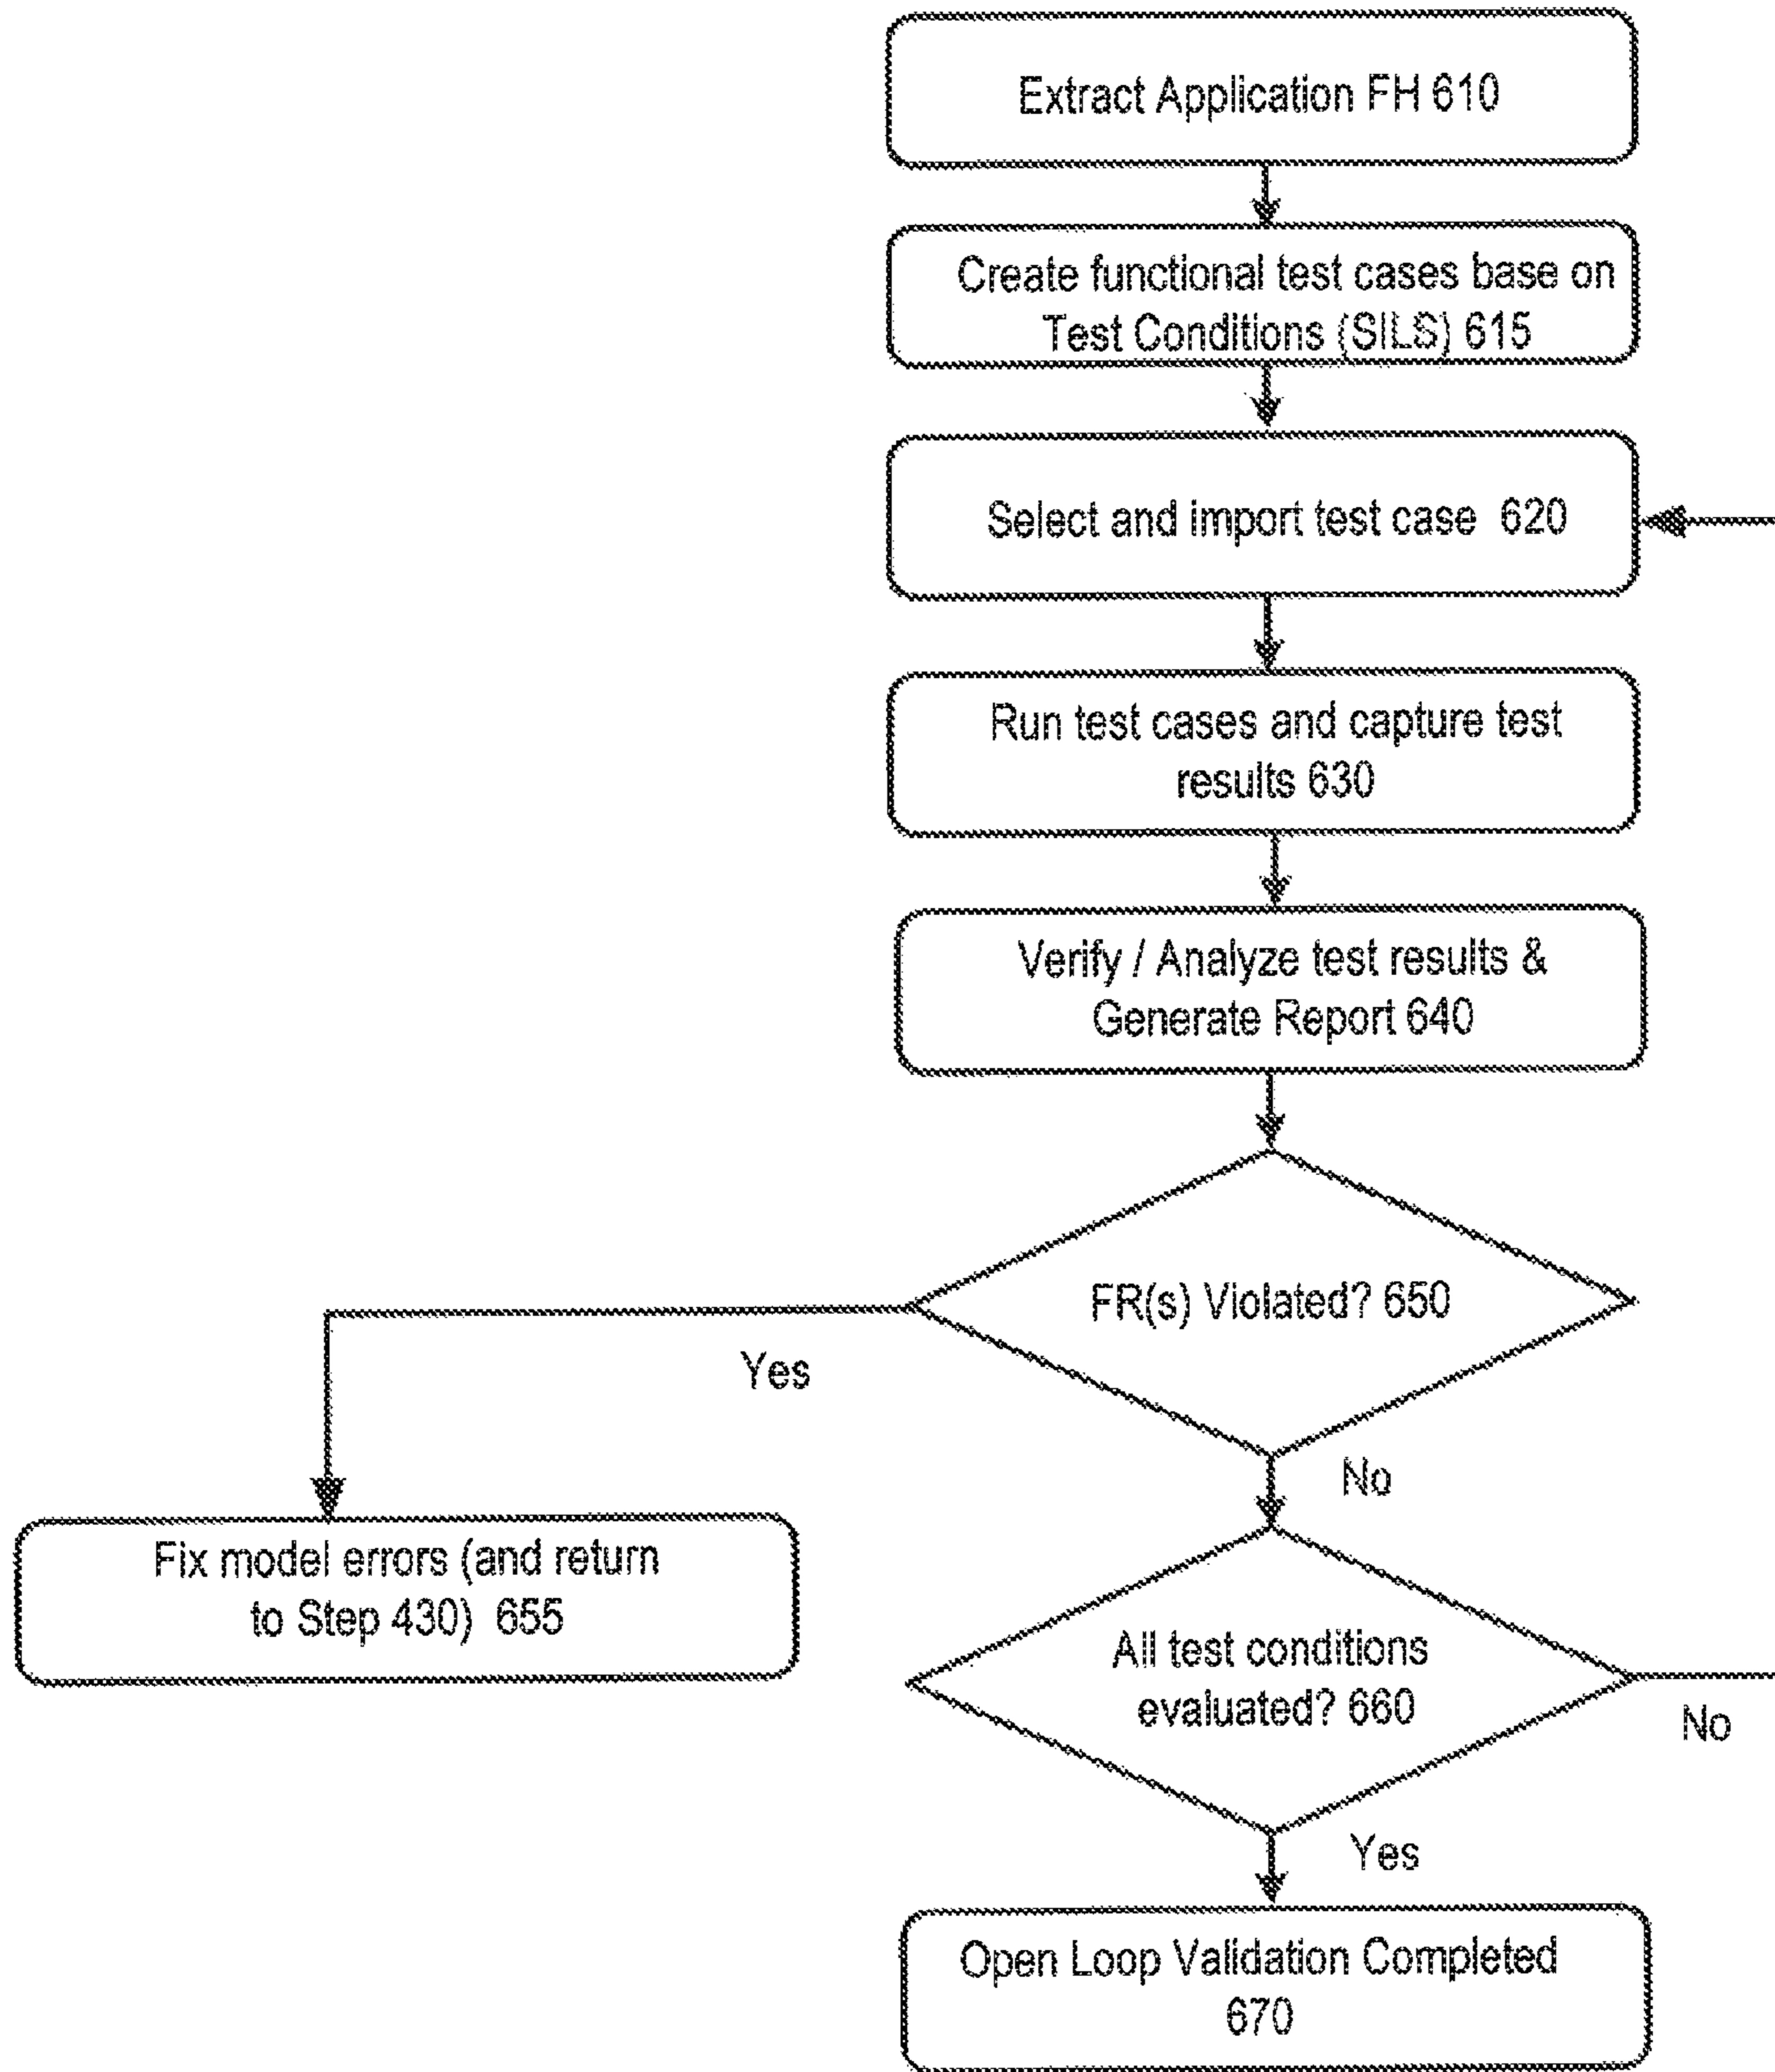 Extract Application FH 610
Create functional test cases base on
Test Conditions (SILS) 615
Select and import test case 620
Run test cases and capture test
results 630
Verify / Analyze test results &
Generate Report 640
FR(s) Violated? 650
Yes
No
Fix model errors (and return
to Step 430) 655
All test conditions
evaluated? 660
No
Yes
Open Loop Validation Completed
670